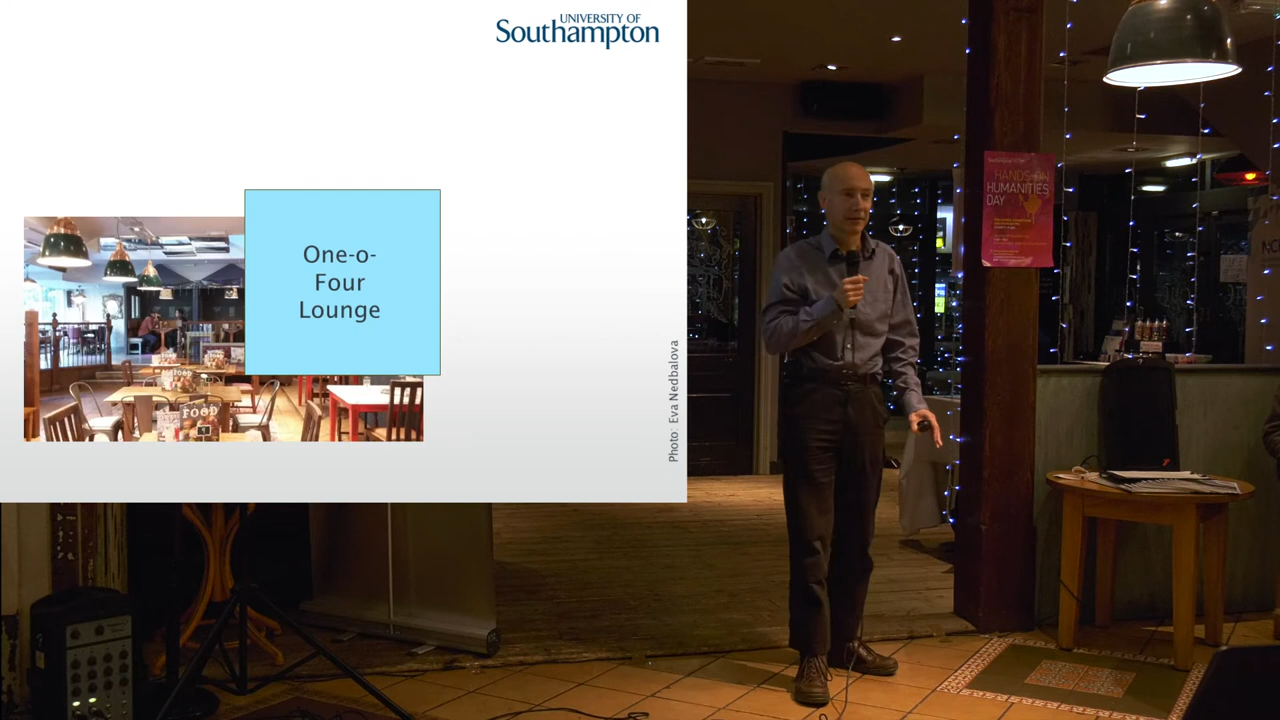 UNIVERSITY OF
Southampton
One-o-
Four
Lounge
FOOD
Photo: Eva Nedbalova
HANDS-ON
HUMANITIES
DAY